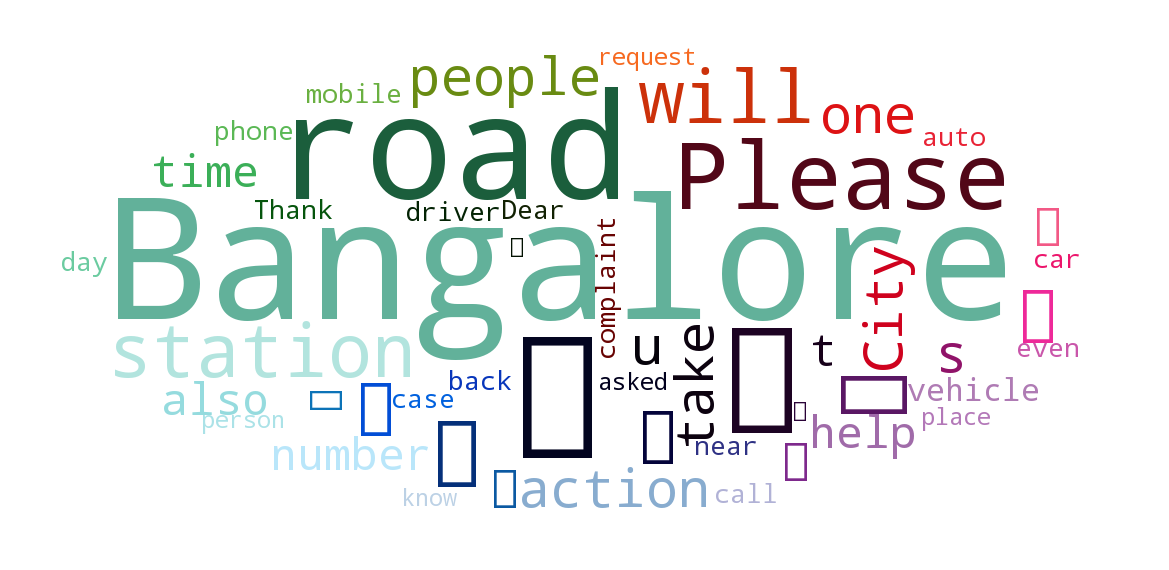 request
people
will
mobile
road
one
phone
auto
Please
time
Thank
driver
Dear
Bangalore
day
complaint
City
car
station
take
u
t
s
even
also
back
asked
case
vehicle
person
place
number
near
help
know
action
call